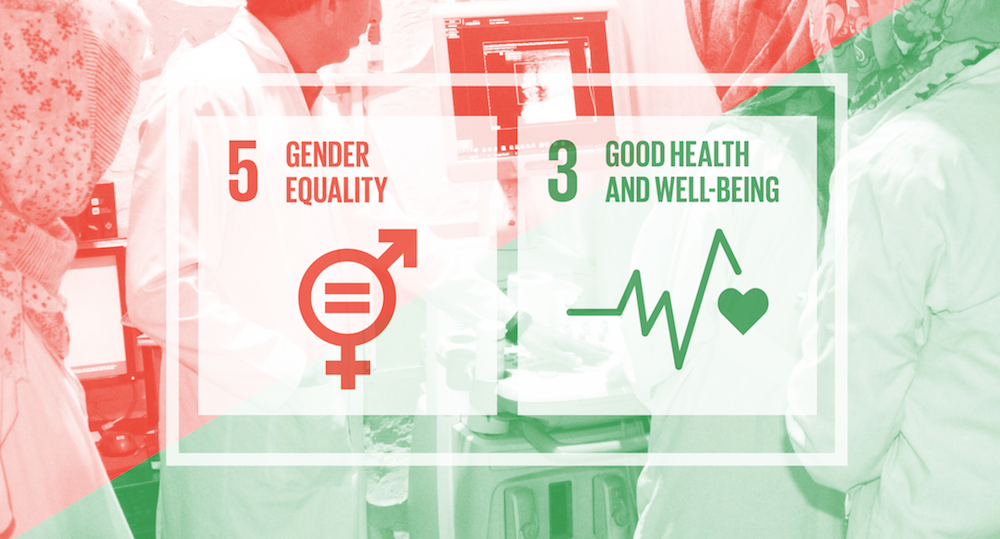 5
GENDER
EQUALITY
3
GOOD HEALTH
AND WELL-BEING